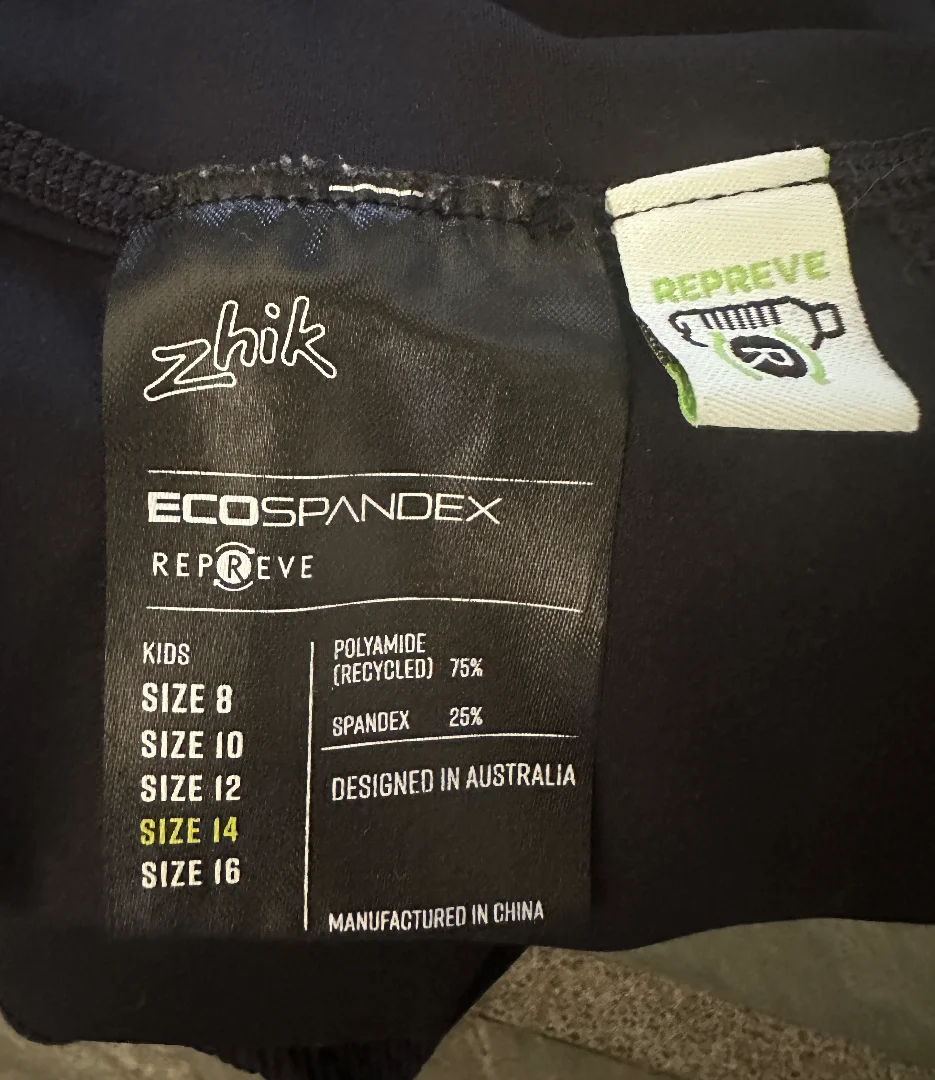 zhik
ECOSPANDEX
REPREVE
KIDS
SIZE 8
SIZE 10
SIZE 12
SIZE 14
SIZE 16
POLYAMIDE
(RECYCLED) 75%
SPANDEX 25%
DESIGNED IN AUSTRALIA
MANUFACTURED IN CHINA
REPREVE
R